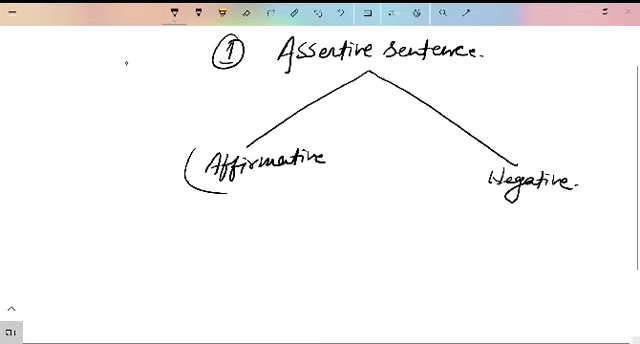 ① Assertive sentence.
Affirmative
Negative.